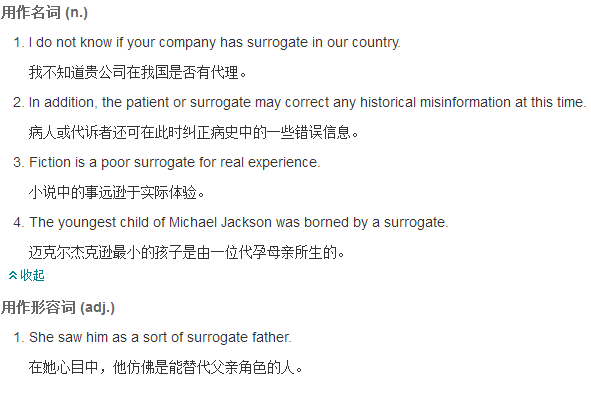 用作名词 (n.)
1. I do not know if your company has surrogate in our country.
我不知道贵公司在我国是否有代理。
2. In addition, the patient or surrogate may correct any historical misinformation at this time.
病人或代诉者还可在此时纠正病史中的一些错误信息。
3. Fiction is a poor surrogate for real experience.
小说中的事远逊于实际体验。
4. The youngest child of Michael Jackson was borned by a surrogate.
迈克尔杰克逊最小的孩子是由一位代孕母亲所生的。
收起
用作形容词 (adj.)
1. She saw him as a sort of surrogate father.
在她心目中，他仿佛是能替代父亲角色的人。